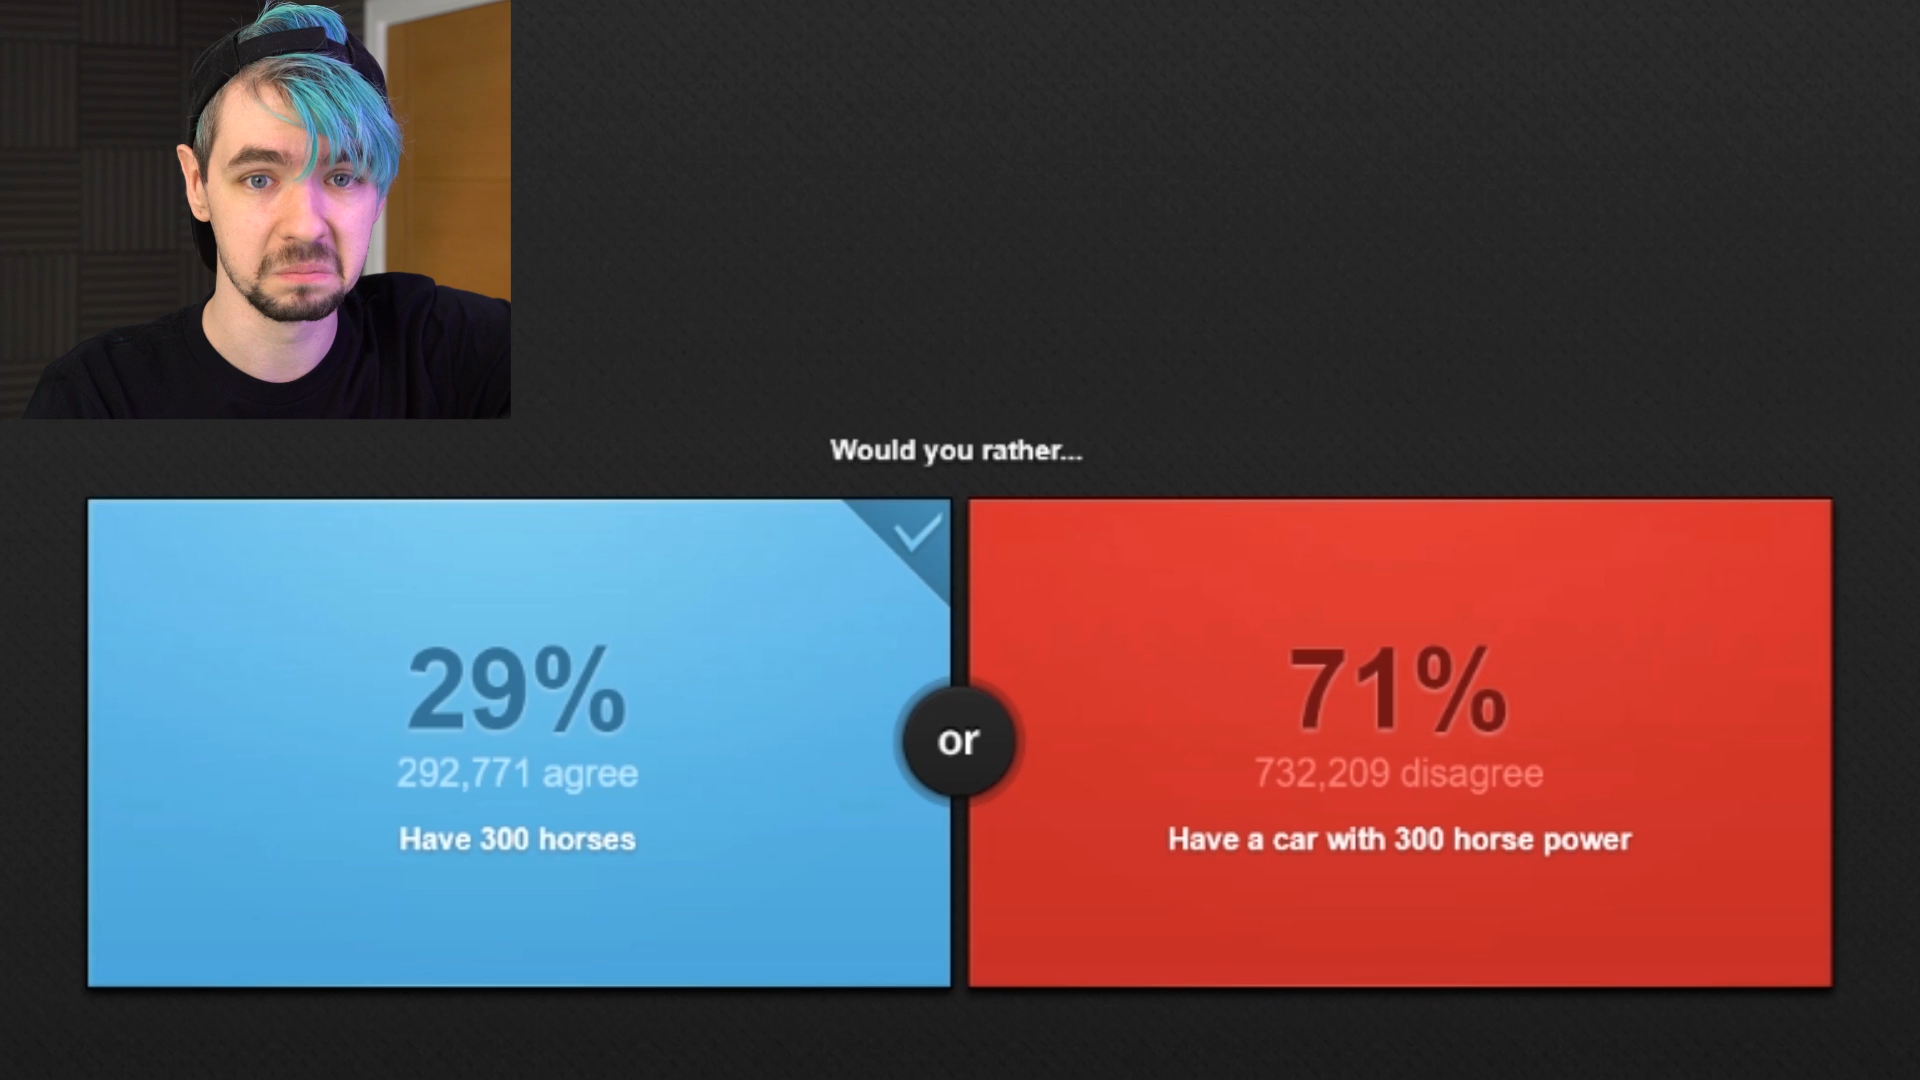 Would you rather...
29%
292,771 agree
Have 300 horses
or
71%
732,209 disagree
Have a car with 300 horse power